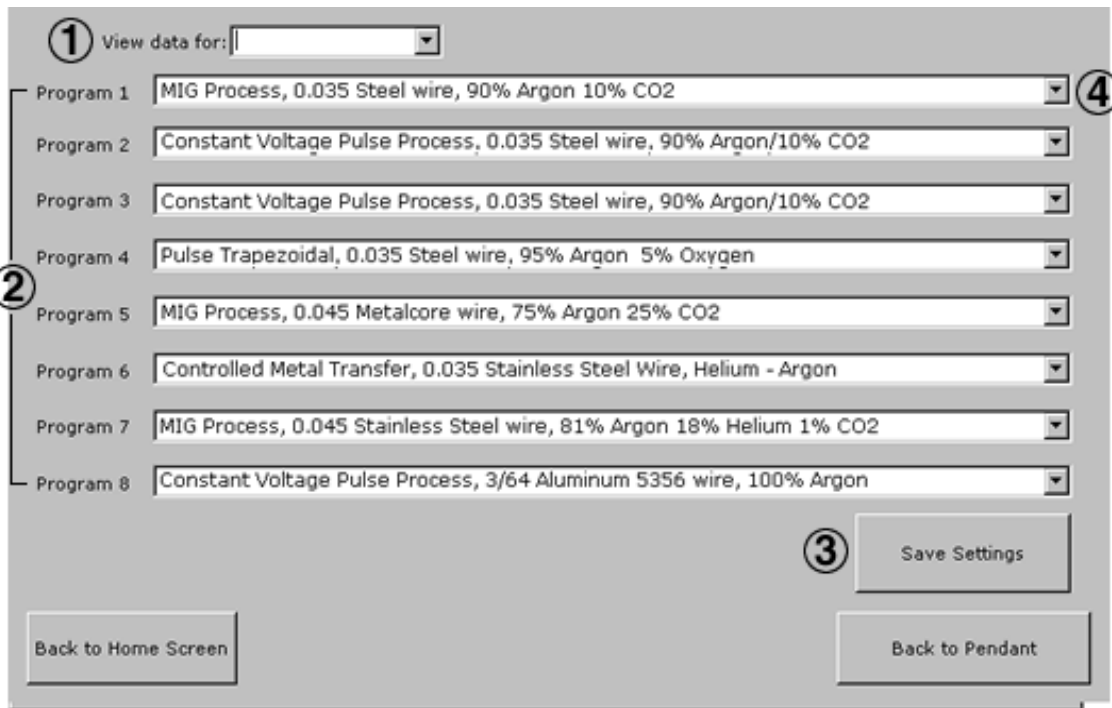 1 View data for:
Program 1 MIG Process, 0.035 Steel wire, 90% Argon 10% CO2 4
Program 2 Constant Voltage Pulse Process, 0.035 Steel wire, 90% Argon/10% CO2
Program 3 Constant Voltage Pulse Process, 0.035 Steel wire, 90% Argon/10% CO2
Program 4 Pulse Trapezoidal, 0.035 Steel wire, 95% Argon 5% Oxygen
2
Program 5 MIG Process, 0.045 Metalcore wire, 75% Argon 25% CO2
Program 6 Controlled Metal Transfer, 0.035 Stainless Steel Wire, Helium - Argon
Program 7 MIG Process, 0.045 Stainless Steel wire, 81% Argon 18% Helium 1% CO2
Program 8 Constant Voltage Pulse Process, 3/64 Aluminum 5356 wire, 100% Argon
3 Save Settings
Back to Home Screen Back to Pendant